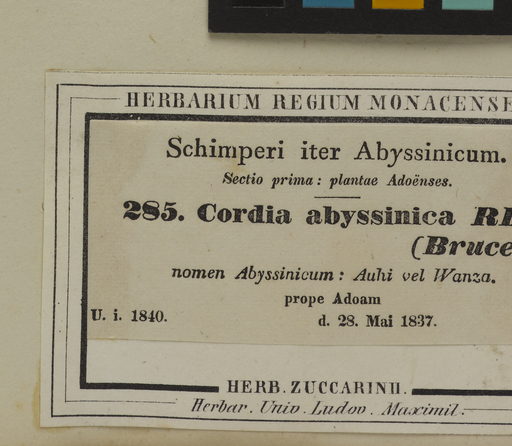 HERBARIUM REGIUM MONACENSE
Schimperi iter Abyssinicum.
Sectio prima: plantae Adoënses.
285. Cordia abyssinica
(Bruce
nomen Abyssinicum: Auhi vel Wanza.
prope Adoam
U. i. 1840. d. 28. Mai 1837.
HERB. ZUCCARINII.
Herbar. Univ. Ludov. Maximil.